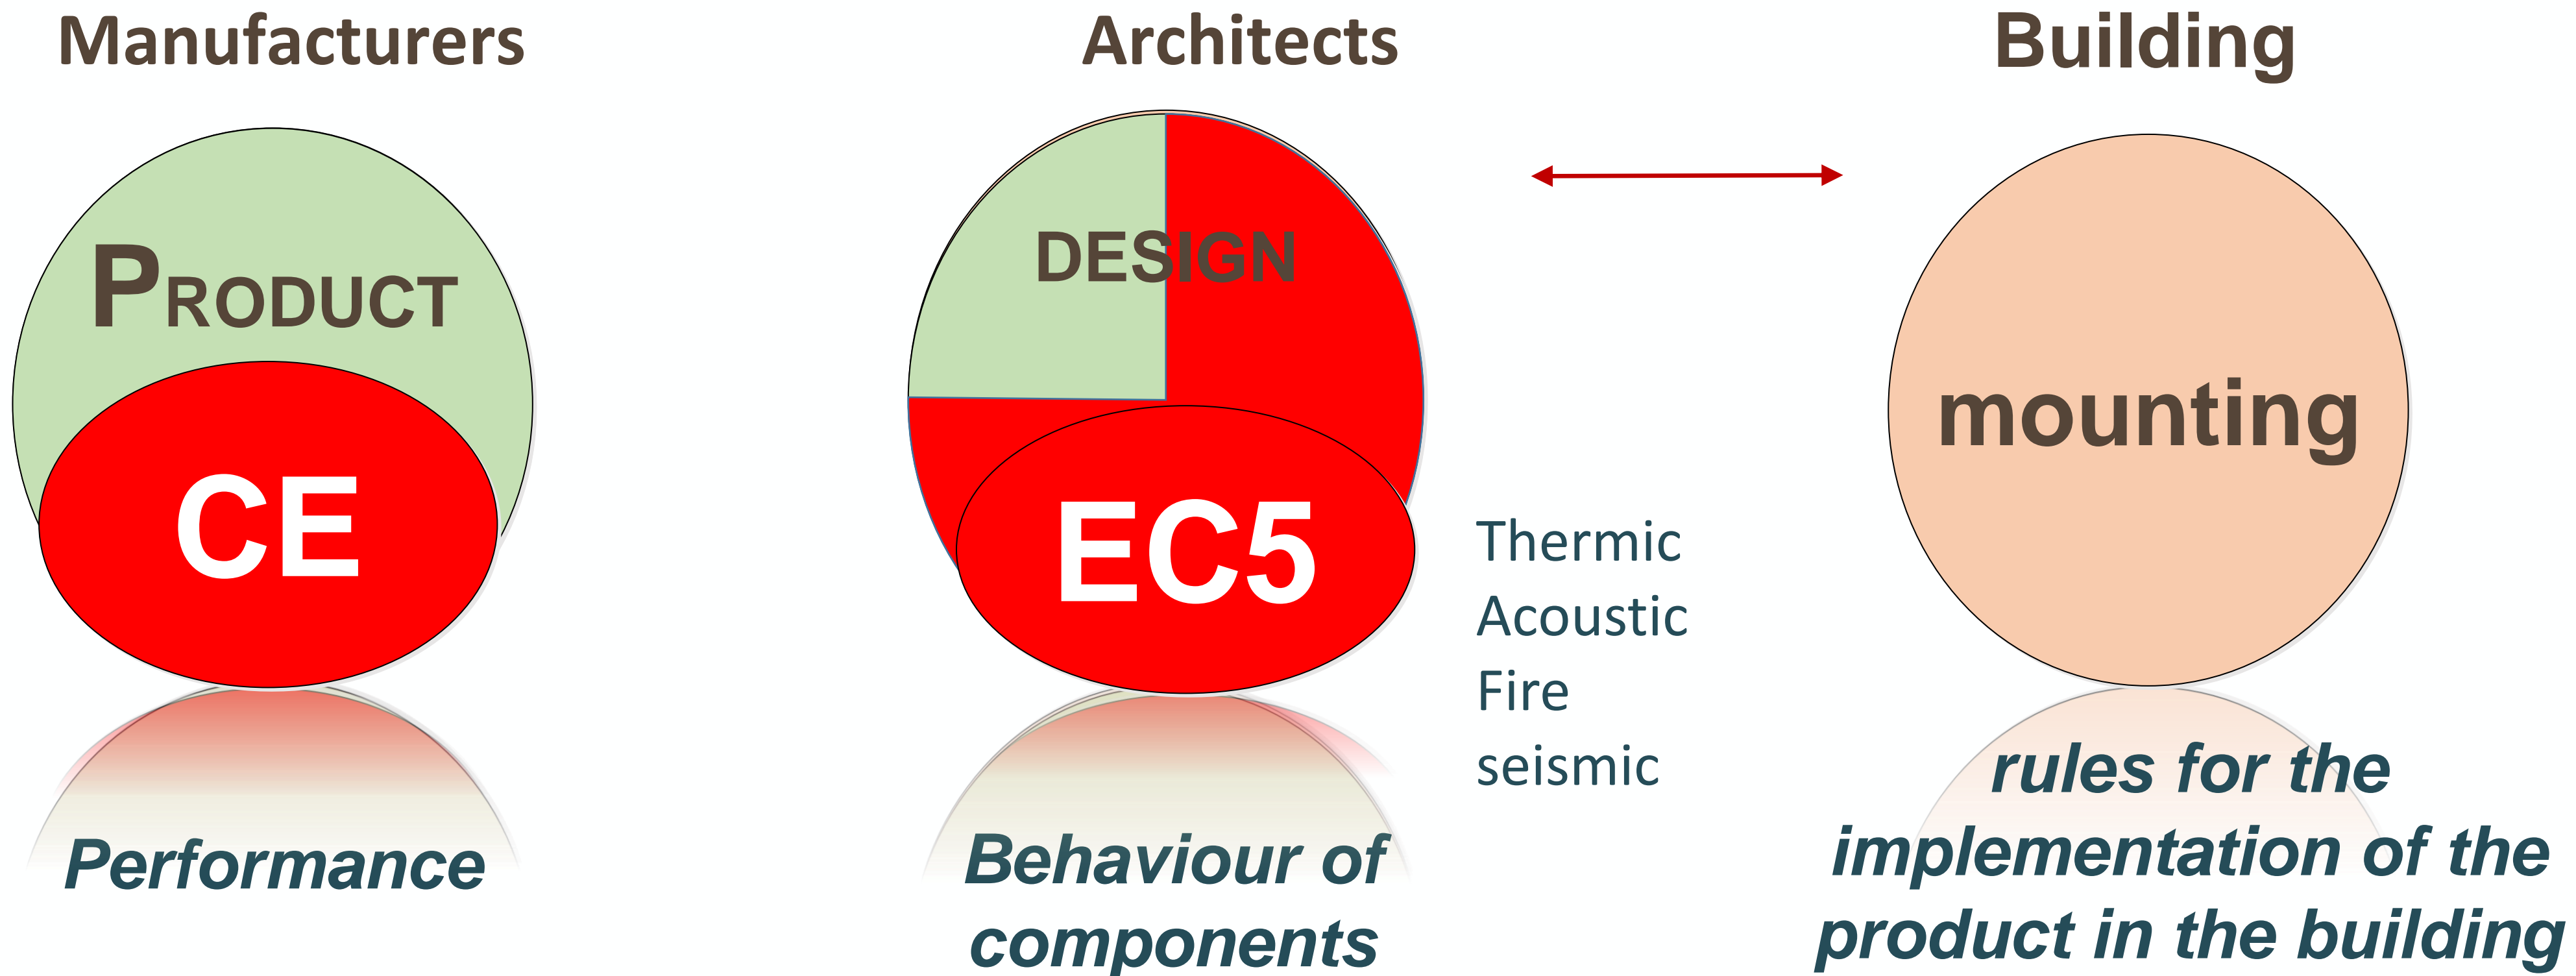 Manufacturers
PRODUCT
CE
Performance
Architects
DESIGN
EC5
Behaviour of
components
Thermic
Acoustic
Fire
seismic
Building
mounting
rules for the
implementation of the
product in the building